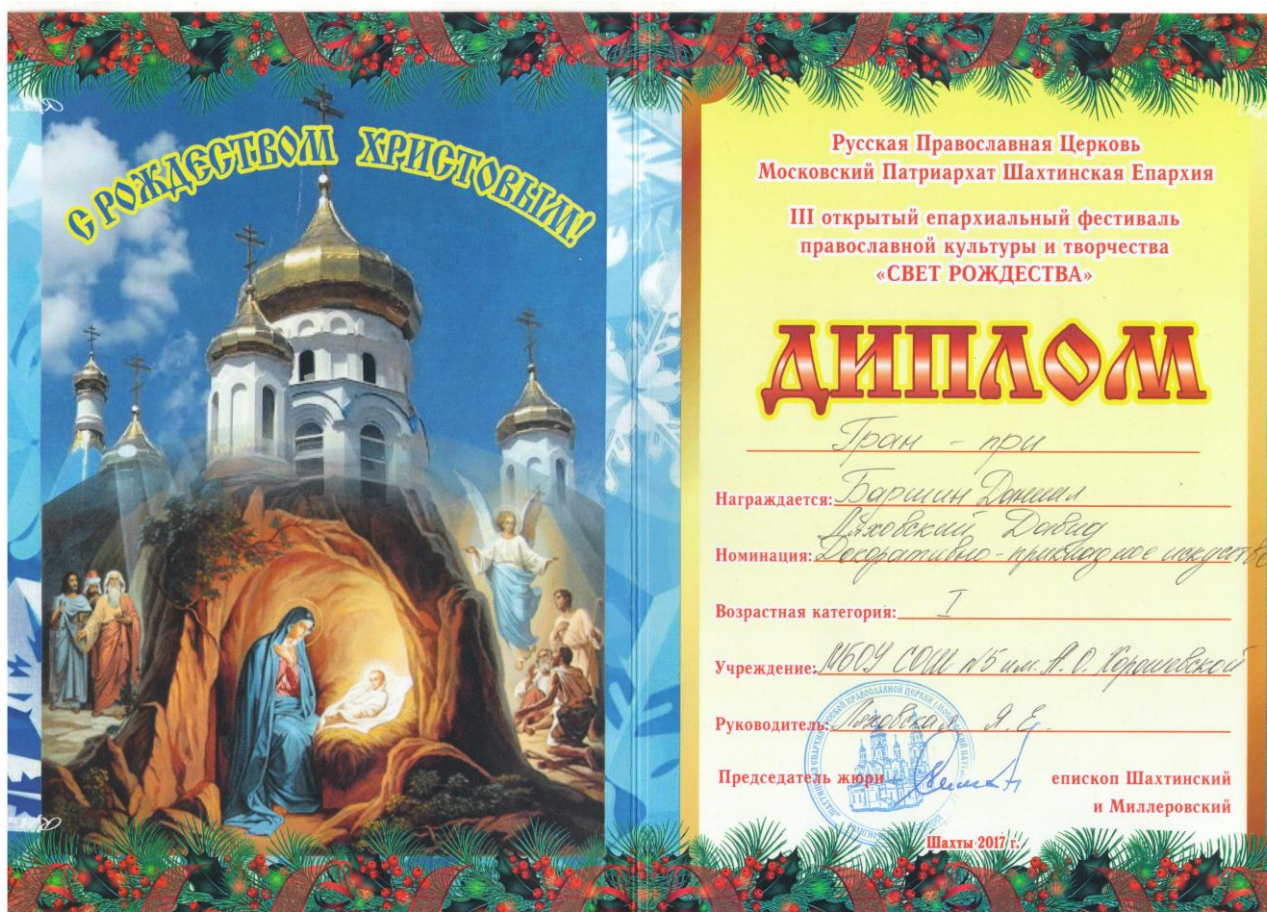 С РОЖДЕСТВОМ ХРИСТОВЫМ!
Русская Православная Церковь
Московский Патриархат Шахтинская Епархия
III открытый епархиальный фестиваль
православной культуры и творчества
«СВЕТ РОЖДЕСТВА»
ДИПЛОМ
Гран - при
Награждается: Баршин Даниил
Ляховский Давид
Номинация: Декоративно-прикладное искусство
Возрастная категория: I
Учреждение: МБОУ СОШ №5 им. А. О. Хорошевской
Руководитель: Ляховская Я. Е.
Председатель жюри епископ Шахтинский
и Миллеровский
Шахты 2017 г.